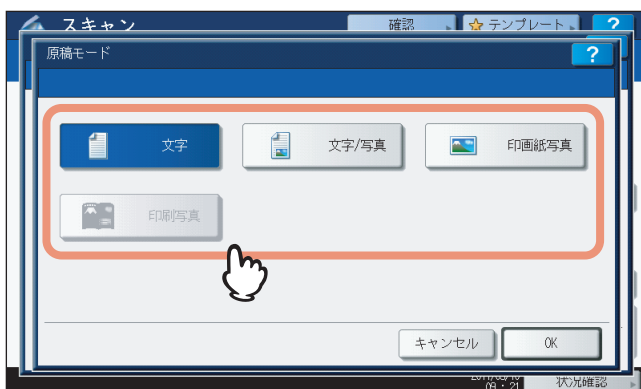 スキャン
確認
テンプレート
?
原稿モード
?
文字
文字/写真
印画紙写真
印刷写真
キャンセル
OK
09:21
状況確認